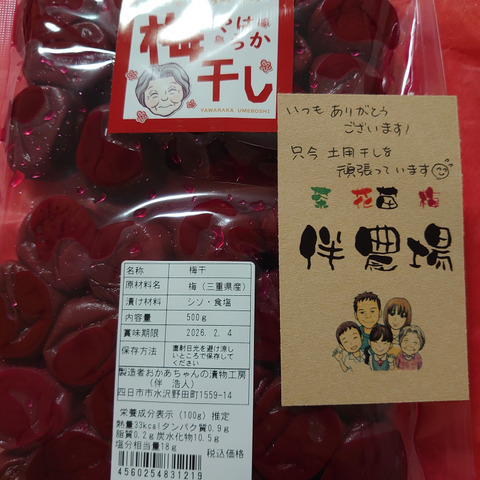 やわらか
梅干し
YAWARAKA UMEBOSHI
いつも ありがとう
ございます!
只今 土用干しを
頑張っています
茶 花苗 梅
伴農場
名称 梅干
原材料名 梅(三重県産)
漬け材料 シソ・食塩
内容量 500g
賞味期限 2026. 2. 4
保存方法 直射日光を避け涼し
いところで保存して
ください
製造者おかあちゃんの漬物工房
(伴 浩人)
四日市市水沢野田町1559-14
栄養成分表示(100g)推定
熱量33kcalタンパク質0.9g
脂質0.2g炭水化物10.5g
塩分相当量18g
税込価格
4560254831219